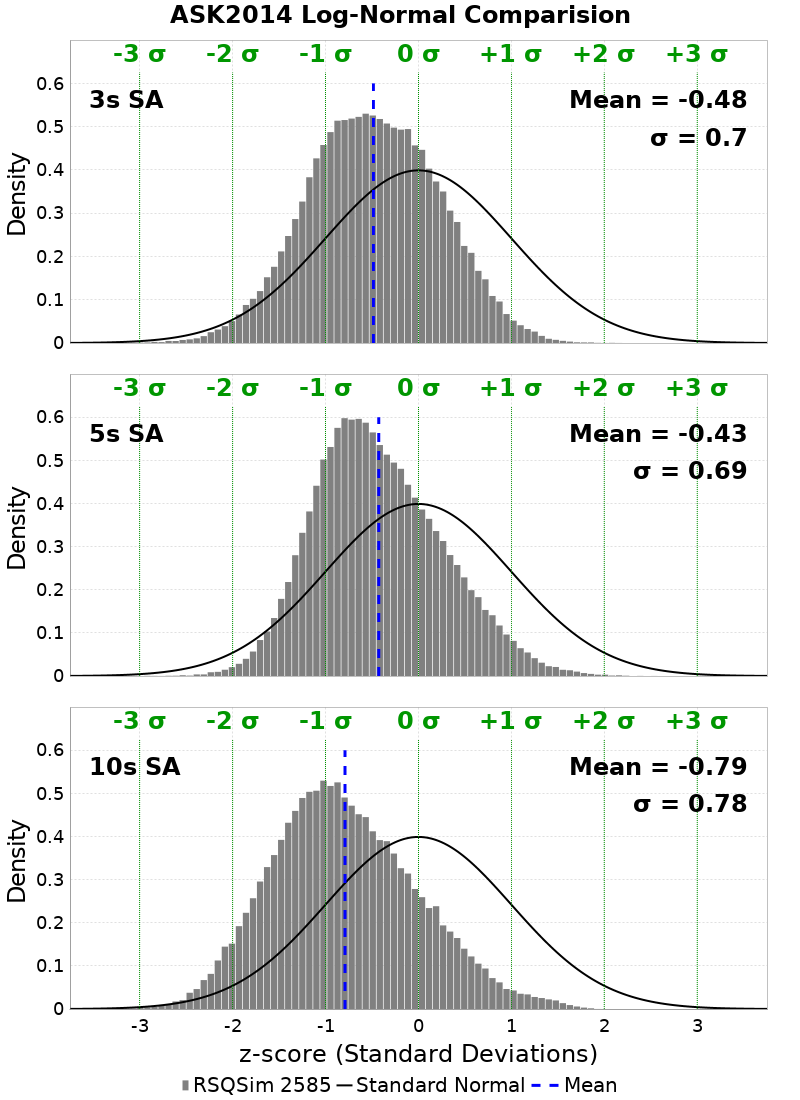 ASK2014 Log-Normal Comparision
-3 σ -2 σ -1 σ 0 σ +1 σ +2 σ +3 σ
3s SA
Mean = -0.48
σ = 0.7
Density
0.6
0.5
0.4
0.3
0.2
0.1
0
-3 σ -2 σ -1 σ 0 σ +1 σ +2 σ +3 σ
5s SA
Mean = -0.43
σ = 0.69
Density
0.6
0.5
0.4
0.3
0.2
0.1
0
-3 σ -2 σ -1 σ 0 σ +1 σ +2 σ +3 σ
10s SA
Mean = -0.79
σ = 0.78
Density
0.6
0.5
0.4
0.3
0.2
0.1
0
-3 -2 -1 0 1 2 3
z-score (Standard Deviations)
RSQSim 2585 Standard Normal Mean